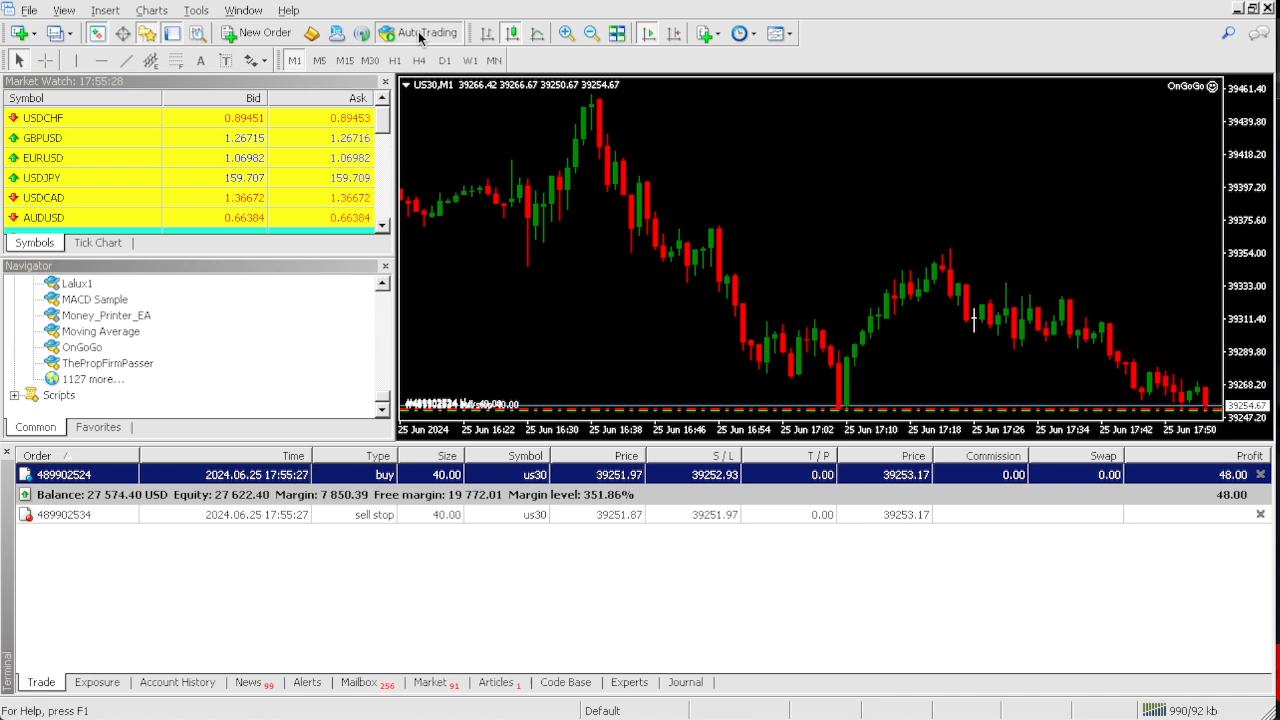 File View Insert Charts Tools Window Help
New Order AutoTrading
A T M1 M5 M15 M30 H1 H4 D1 W1 MN
Market Watch: 17:55:28
Symbol Bid Ask
USDCHF 0.89451 0.89453
GBPUSD 1.26715 1.26716
EURUSD 1.06982 1.06982
USDJPY 159.707 159.709
USDCAD 1.36672 1.36672
AUDUSD 0.66384 0.66384
Symbols Tick Chart
Navigator
Lalux1
MACD Sample
Money_Printer_EA
Moving Average
OnGoGo
ThePropFirmPasser
1127 more...
Scripts
Common Favorites
US30,M1 39266.42 39266.67 39250.67 39254.67
OnGoGo
39461.40
39439.80
39418.20
39397.20
39375.60
39354.00
39333.00
39311.40
39289.80
39268.20
39254.67
39247.20
25 Jun 2024 25 Jun 16:22 25 Jun 16:30 25 Jun 16:38 25 Jun 16:46 25 Jun 16:54 25 Jun 17:02 25 Jun 17:10 25 Jun 17:18 25 Jun 17:26 25 Jun 17:34 25 Jun 17:42 25 Jun 17:50
Order Time Type Size Symbol Price S / L T / P Price Commission Swap Profit
489902524 2024.06.25 17:55:27 buy 40.00 us30 39251.97 39252.93 0.00 39253.17 0.00 0.00 48.00
Balance: 27 574.40 USD Equity: 27 622.40 Margin: 7 850.39 Free margin: 19 772.01 Margin level: 351.86% 48.00
489902534 2024.06.25 17:55:27 sell stop 40.00 us30 39251.87 39251.97 0.00 39253.17
Terminal
Trade Exposure Account History News 99 Alerts Mailbox 256 Market 91 Articles 1 Code Base Experts Journal
For Help, press F1 Default 990/92 kb